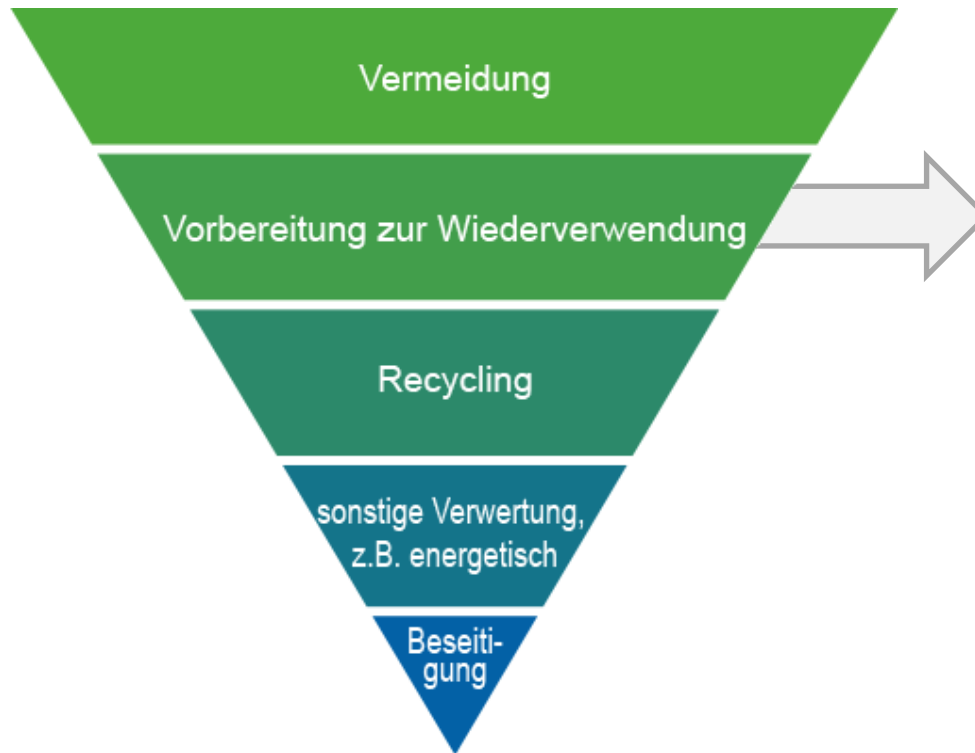 Vermeidung
Vorbereitung zur Wiederverwendung
Recycling
sonstige Verwertung,
z.B. energetisch
Beseiti-
gung